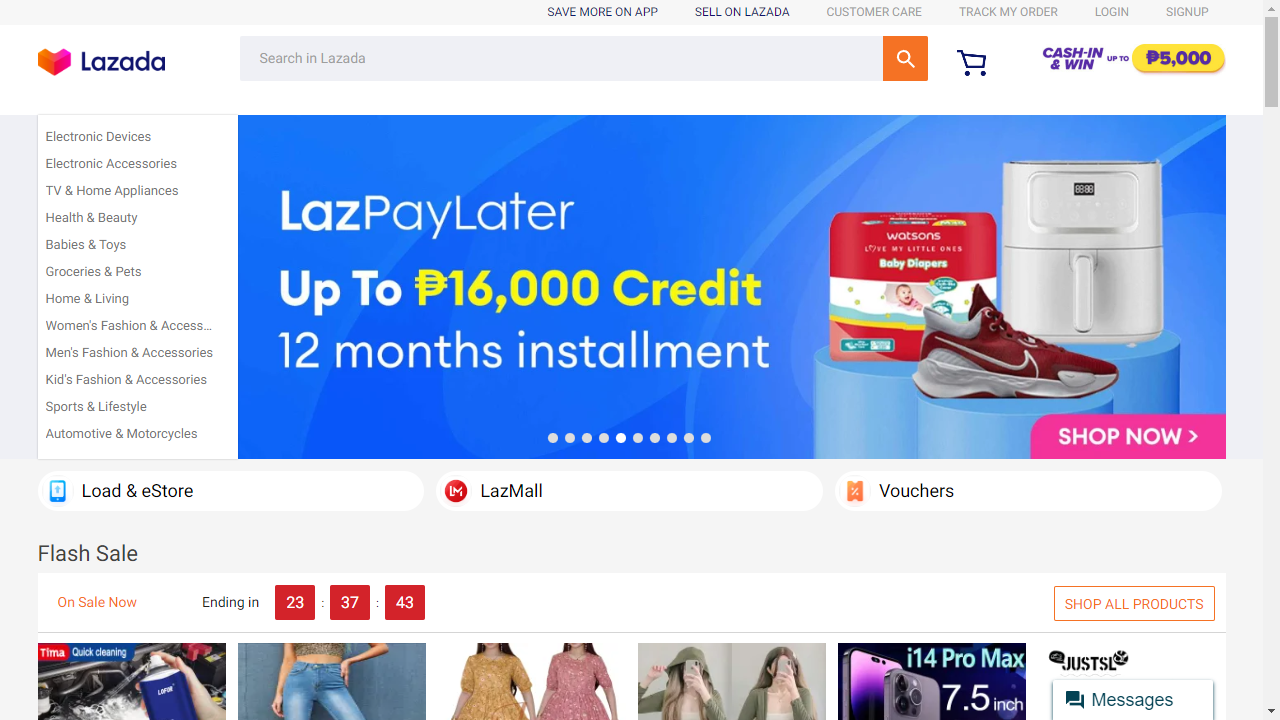 SAVE MORE ON APP
SELL ON LAZADA
CUSTOMER CARE
TRACK MY ORDER
LOGIN
SIGNUP
Lazada
Search in Lazada
CASH-IN & WIN UP TO ₱5,000
Electronic Devices
Electronic Accessories
TV & Home Appliances
Health & Beauty
Babies & Toys
Groceries & Pets
Home & Living
Women's Fashion & Access...
Men's Fashion & Accessories
Kid's Fashion & Accessories
Sports & Lifestyle
Automotive & Motorcycles
LazPayLater
Up To ₱16,000 Credit
12 months installment
watsons
LOVE MY LITTLE ONES
Baby Diapers
SHOP NOW >
Load & eStore
LM
LazMall
Vouchers
Flash Sale
On Sale Now
Ending in 23 : 37 : 43
SHOP ALL PRODUCTS
Tima Quick cleaning
i14 Pro Max
7.5 inch
JUSTSL
Messages